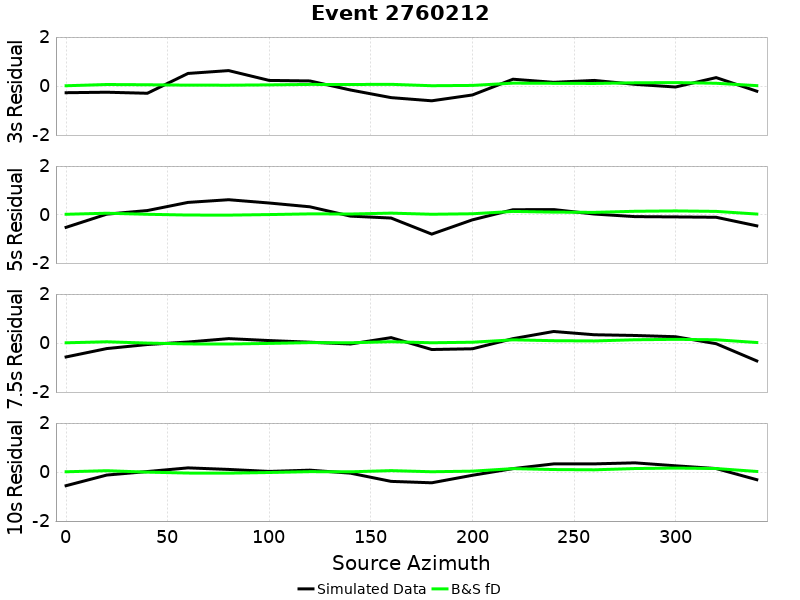 Event 2760212
3s Residual
2
0
-2
5s Residual
2
0
-2
7.5s Residual
2
0
-2
10s Residual
2
0
-2
0 50 100 150 200 250 300
Source Azimuth
Simulated Data B&S fD